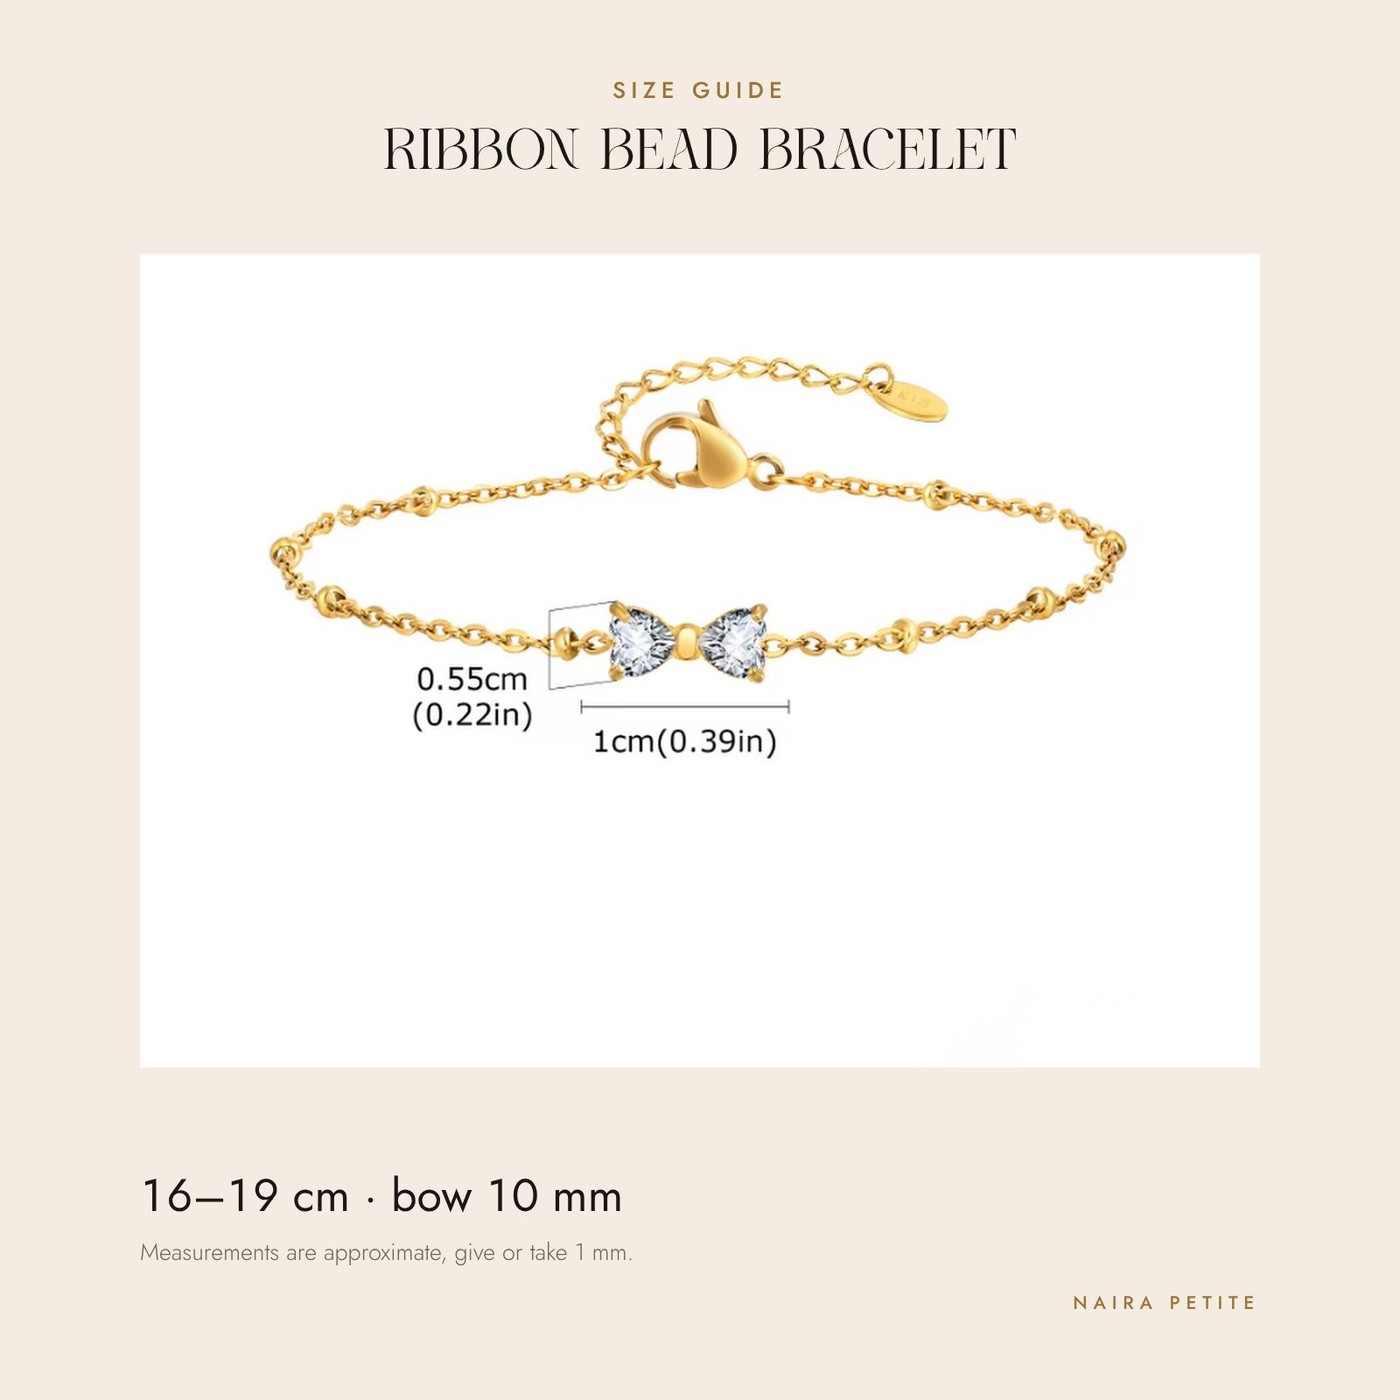 SIZE GUIDE
RIBBON BEAD BRACELET
0.55cm
(0.22in)
1cm(0.39in)
16–19 cm · bow 10 mm
Measurements are approximate, give or take 1 mm.
NAIRA PETITE